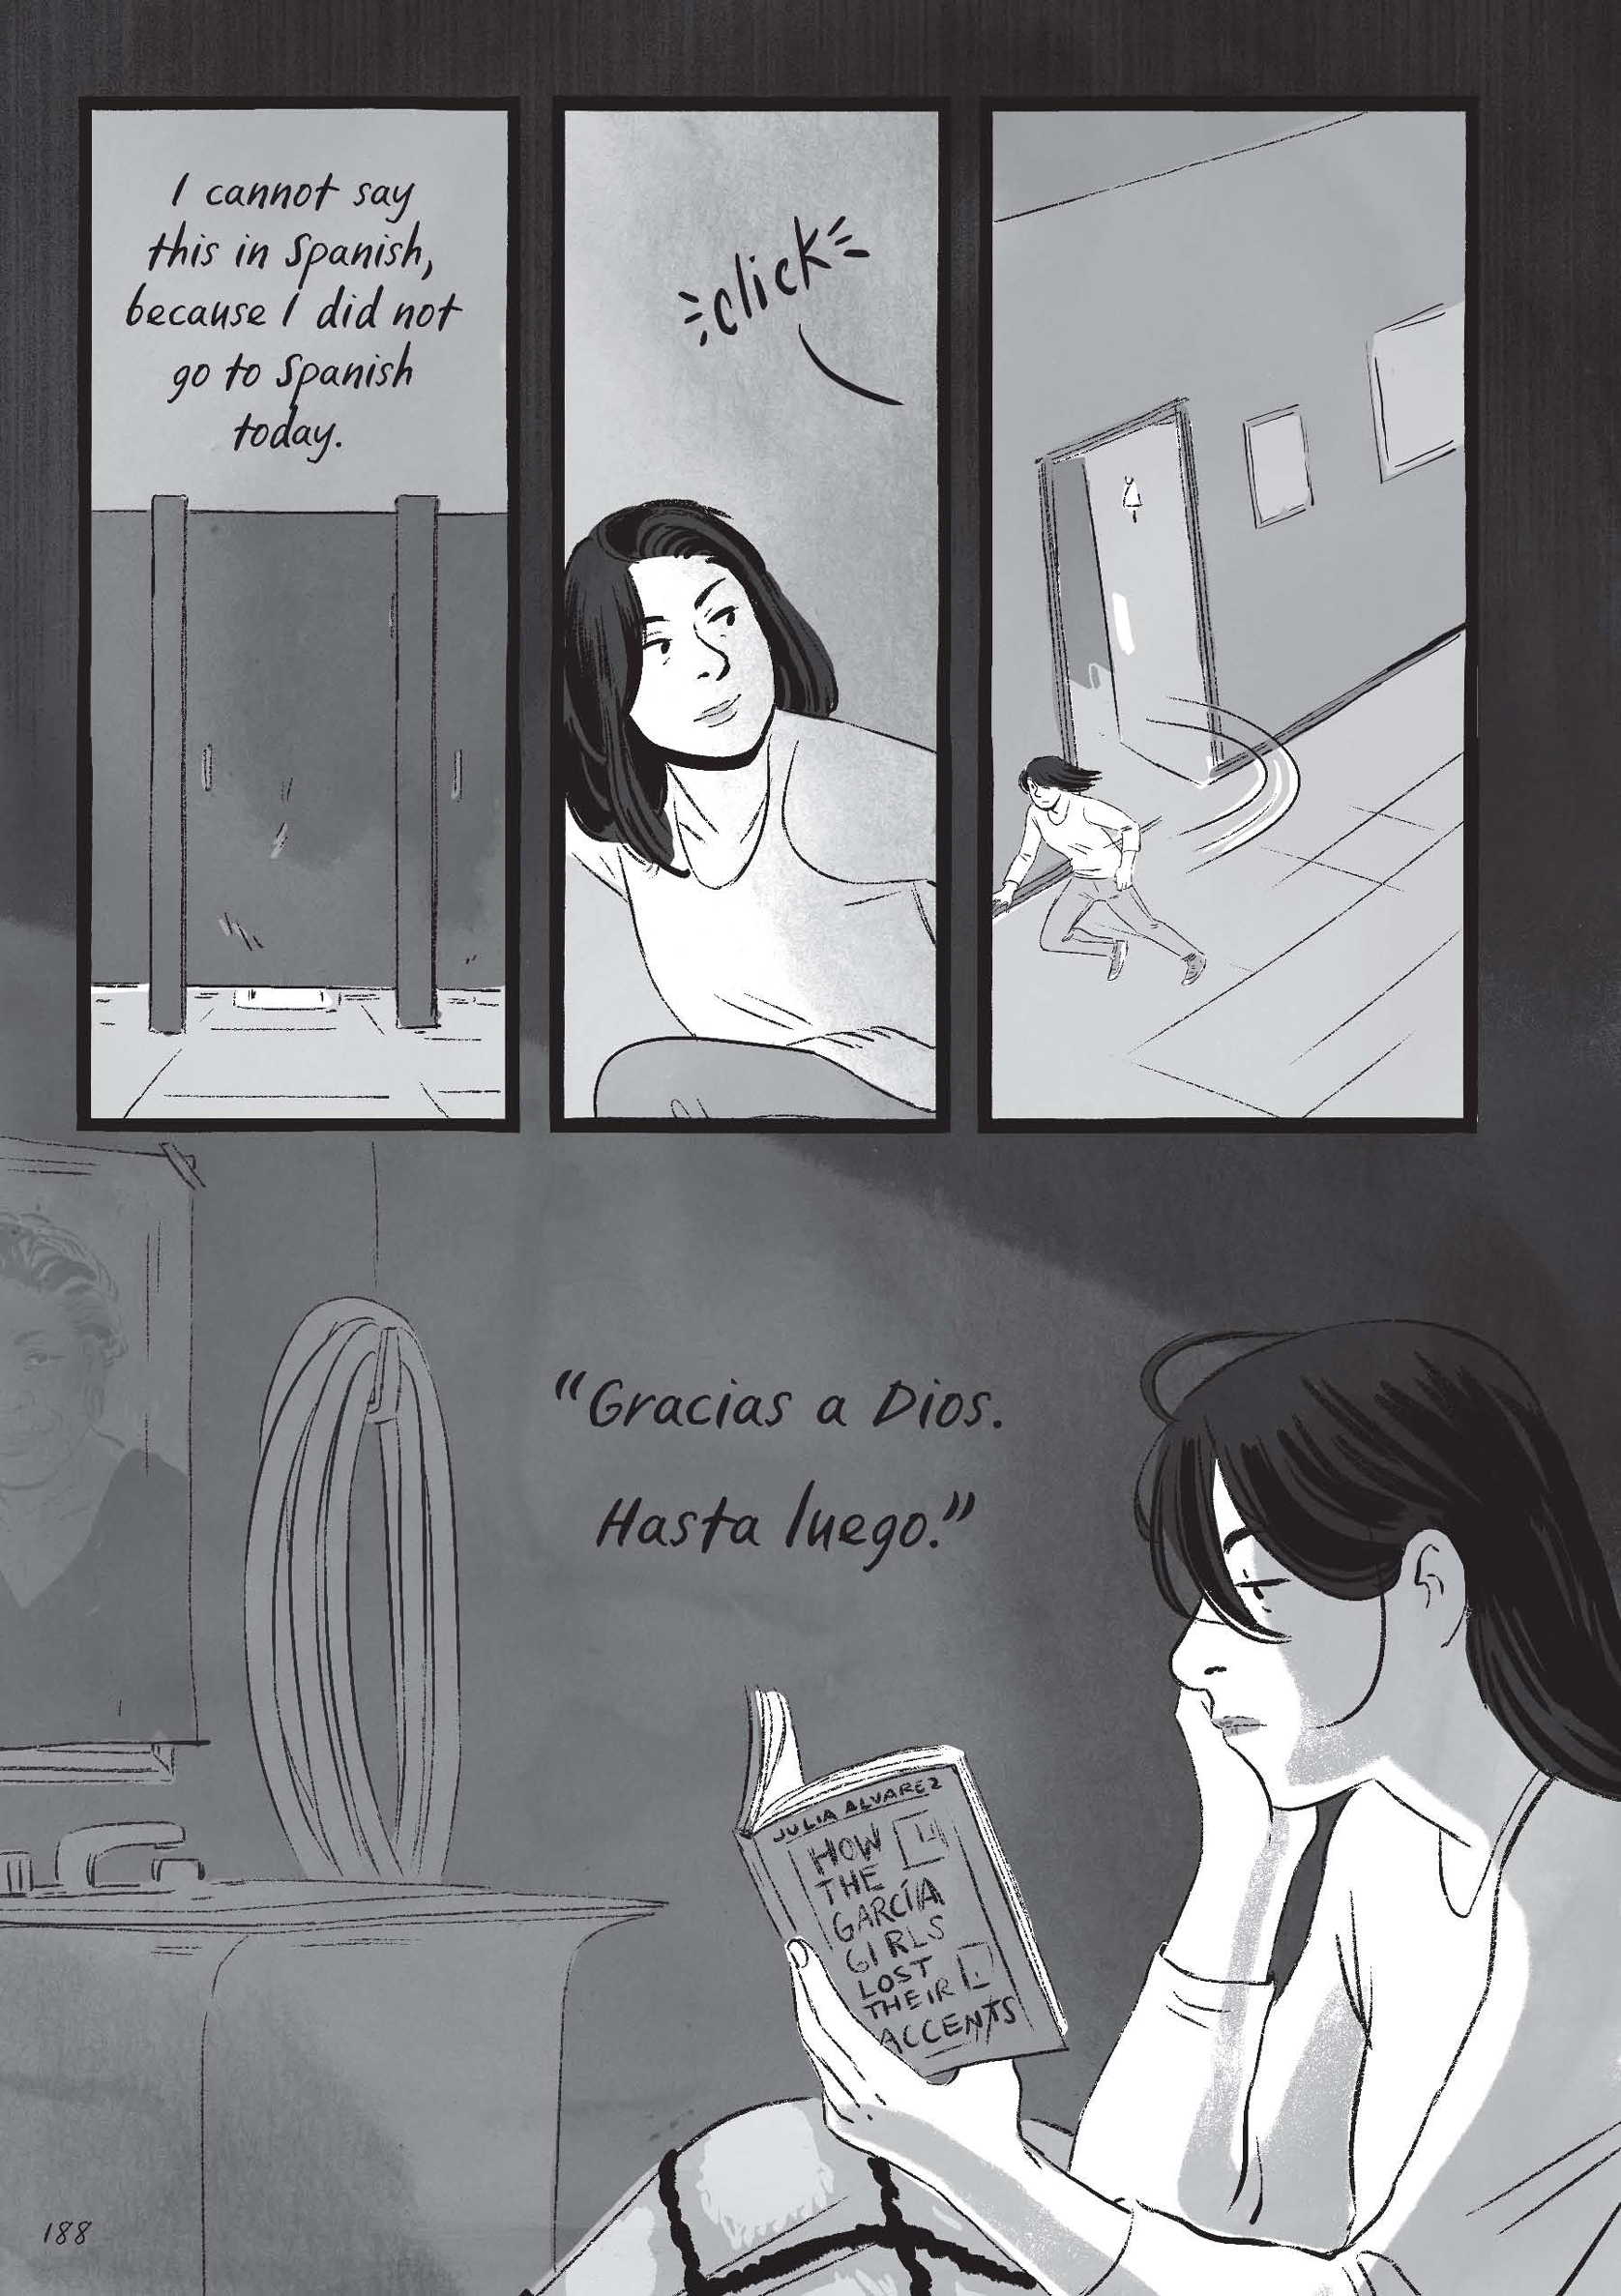 I cannot say
this in Spanish,
because I did not
go to Spanish
today.
click
"Gracias a Dios.
Hasta luego."
JULIA ALVAREZ
HOW
THE
GARCÍA
GIRLS
LOST
THEIR
ACCENTS
188